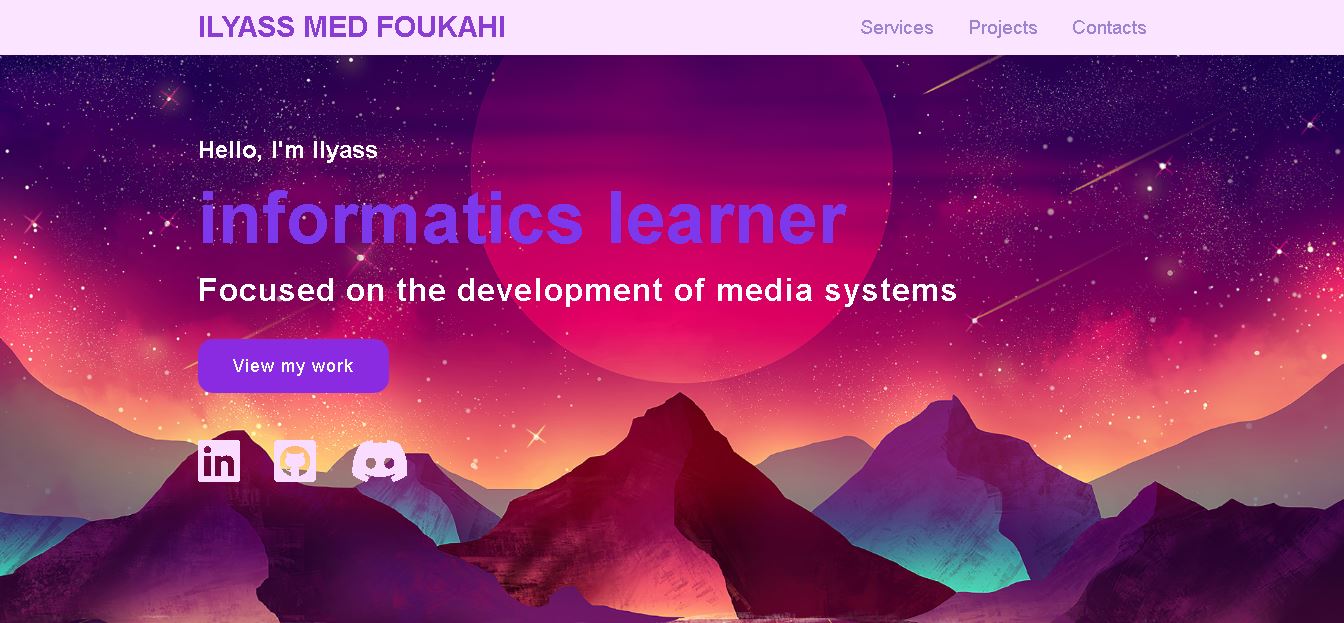 ILYASS MED FOUKAHI
Services Projects Contacts
Hello, I'm Ilyass
informatics learner
Focused on the development of media systems
View my work
in